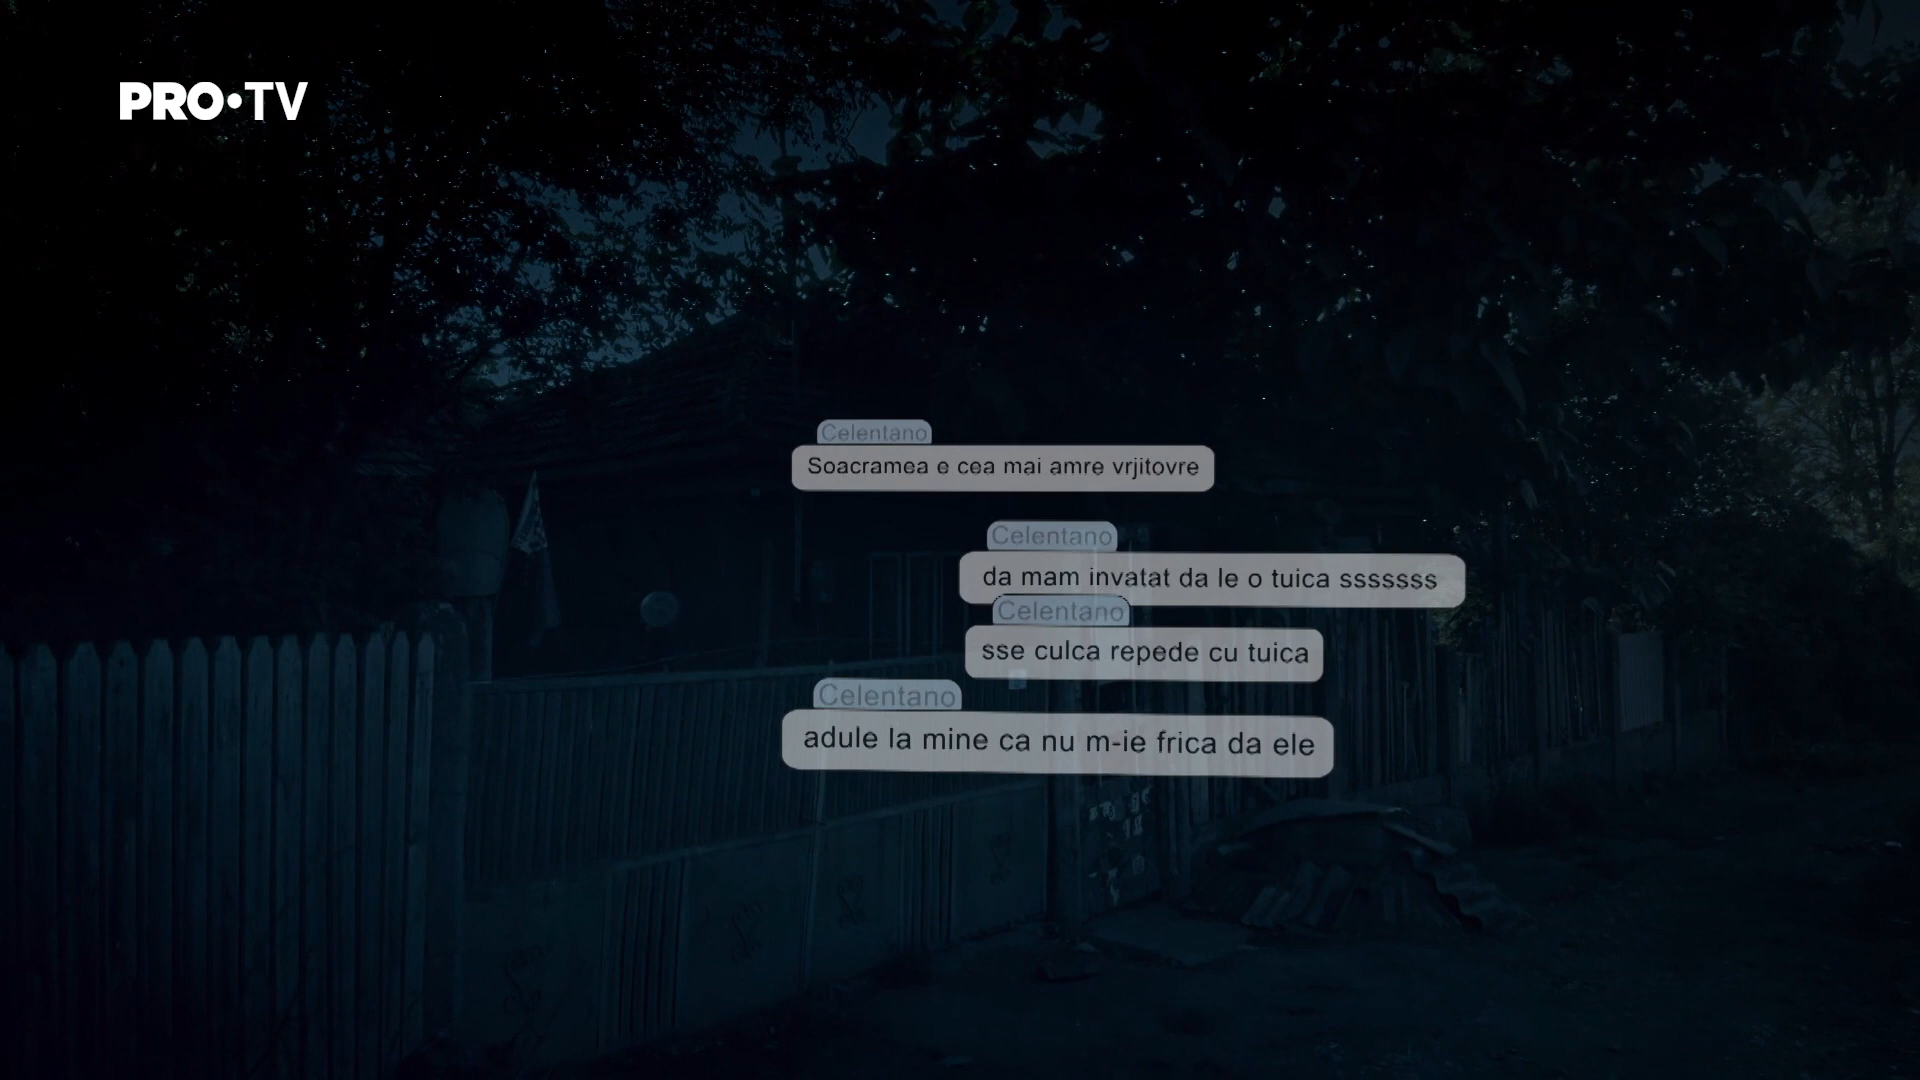 PRO•TV
Celentano
Soacramea e cea mai amre vrjitovre
Celentano
da mam invatat da le o tuica sssssss
Celentano
sse culca repede cu tuica
Celentano
adule la mine ca nu m-ie frica da ele